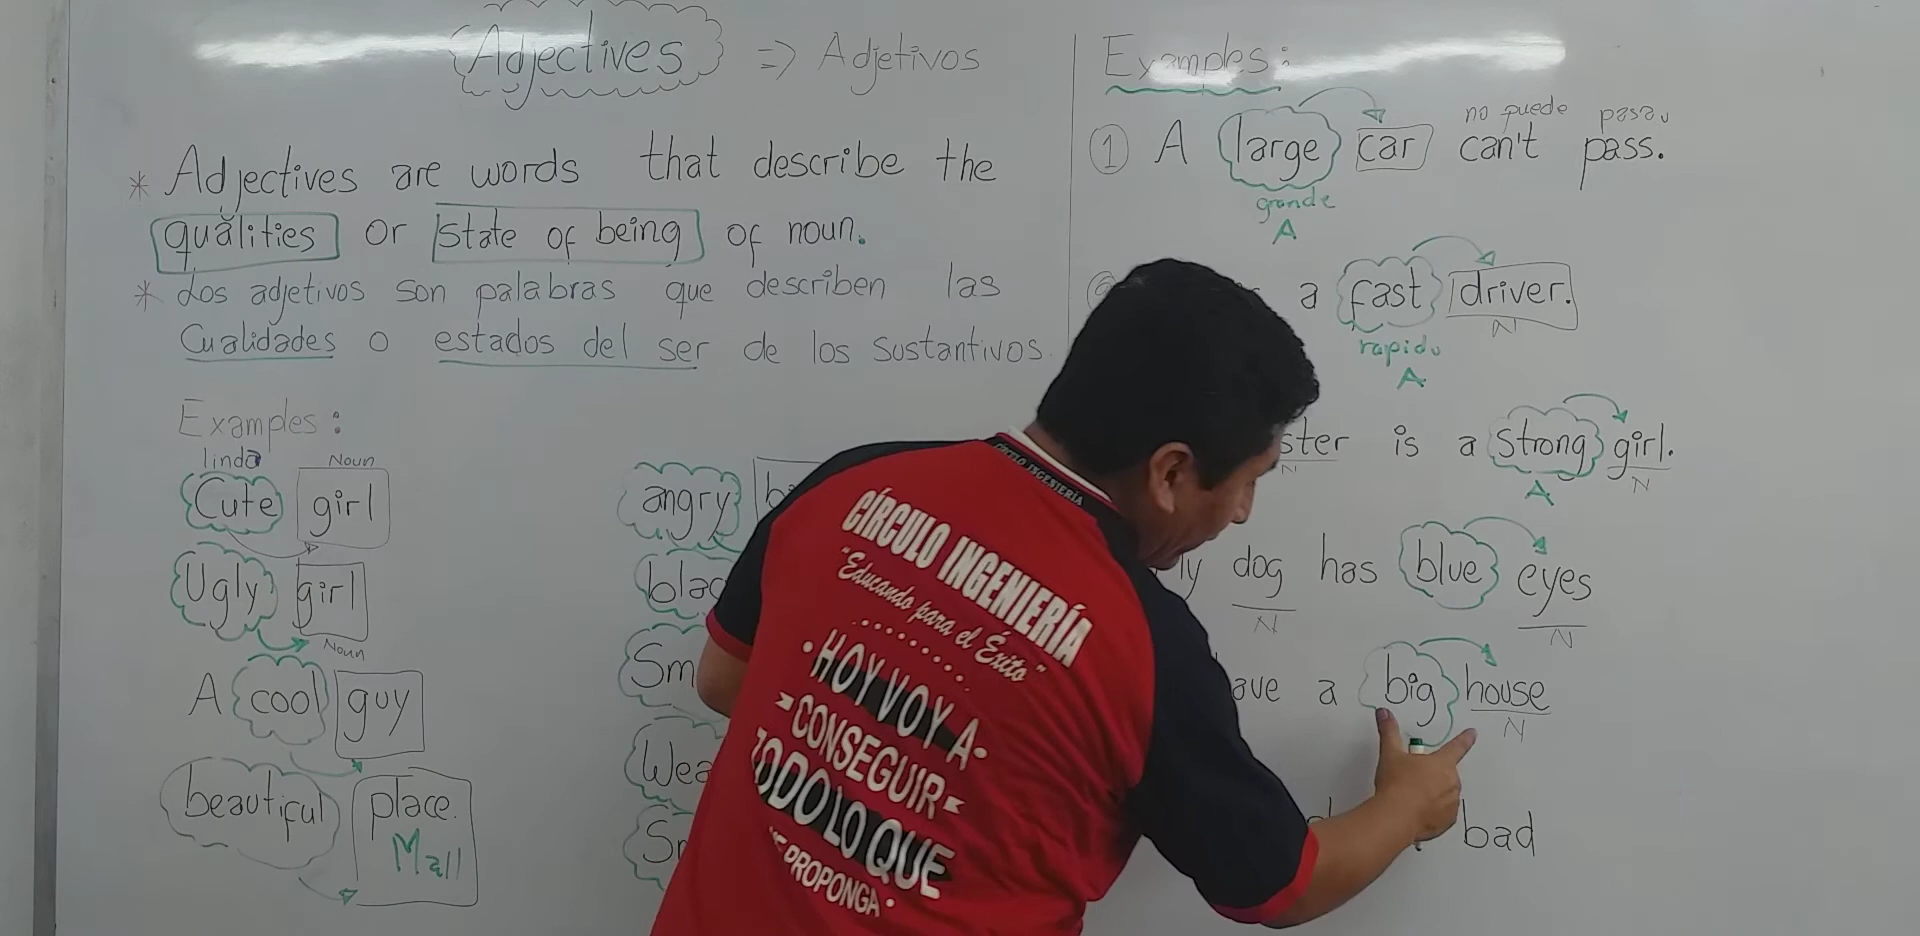 Adjectives => Adjetivos
* Adjectives are words that describe the
qualities or state of being of noun.
* Los adjetivos son palabras que describen las
Cualidades o estados del ser de los sustantivos.
Examples:
linda Noun
Cute girl
Ugly girl
Noun
A cool guy
beautiful place.
Mall
angry
Examples:
no puede pasar
① A large car can't pass.
grande
A
a fast driver.
N
rapido
A
is a strong girl.
N A N
dog has blue eyes
N N
a big house
N
bad
CÍRCULO INGENIERÍA
CÍRCULO INGENIERÍA
"Educando para el Éxito"
• HOY VOY A •
CONSEGUIR
TODO LO QUE
ME PROPONGA •